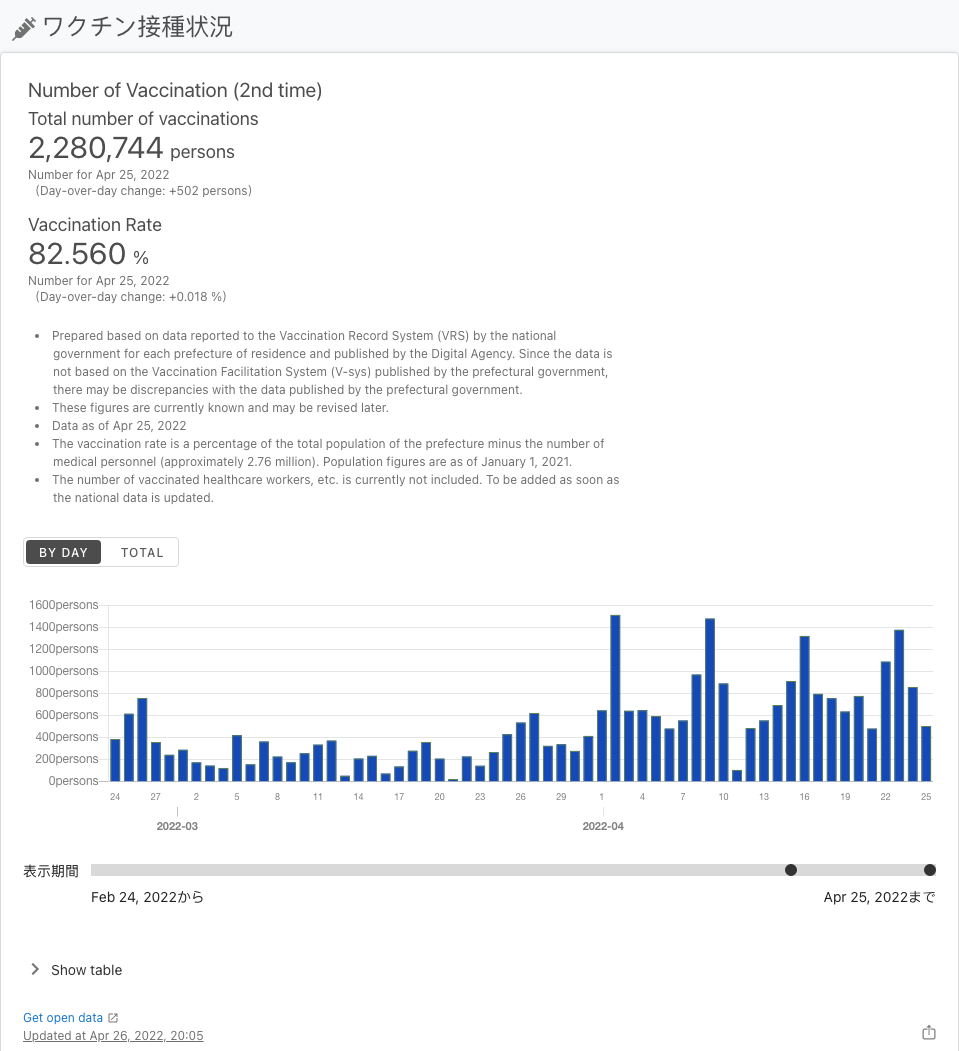 ワクチン接種状況
Number of Vaccination (2nd time)
Total number of vaccinations
2,280,744 persons
Number for Apr 25, 2022
(Day-over-day change: +502 persons)
Vaccination Rate
82.560 %
Number for Apr 25, 2022
(Day-over-day change: +0.018 %)
• Prepared based on data reported to the Vaccination Record System (VRS) by the national
government for each prefecture of residence and published by the Digital Agency. Since the data is
not based on the Vaccination Facilitation System (V-sys) published by the prefectural government,
there may be discrepancies with the data published by the prefectural government.
• These figures are currently known and may be revised later.
• Data as of Apr 25, 2022
• The vaccination rate is a percentage of the total population of the prefecture minus the number of
medical personnel (approximately 2.76 million). Population figures are as of January 1, 2021.
• The number of vaccinated healthcare workers, etc. is currently not included. To be added as soon as
the national data is updated.
BY DAY TOTAL
1600persons
1400persons
1200persons
1000persons
800persons
600persons
400persons
200persons
0persons
24 27 2 5 8 11 14 17 20 23 26 29 1 4 7 10 13 16 19 22 25
2022-03 2022-04
表示期間
Feb 24, 2022から Apr 25, 2022まで
Show table
Get open data
Updated at Apr 26, 2022, 20:05